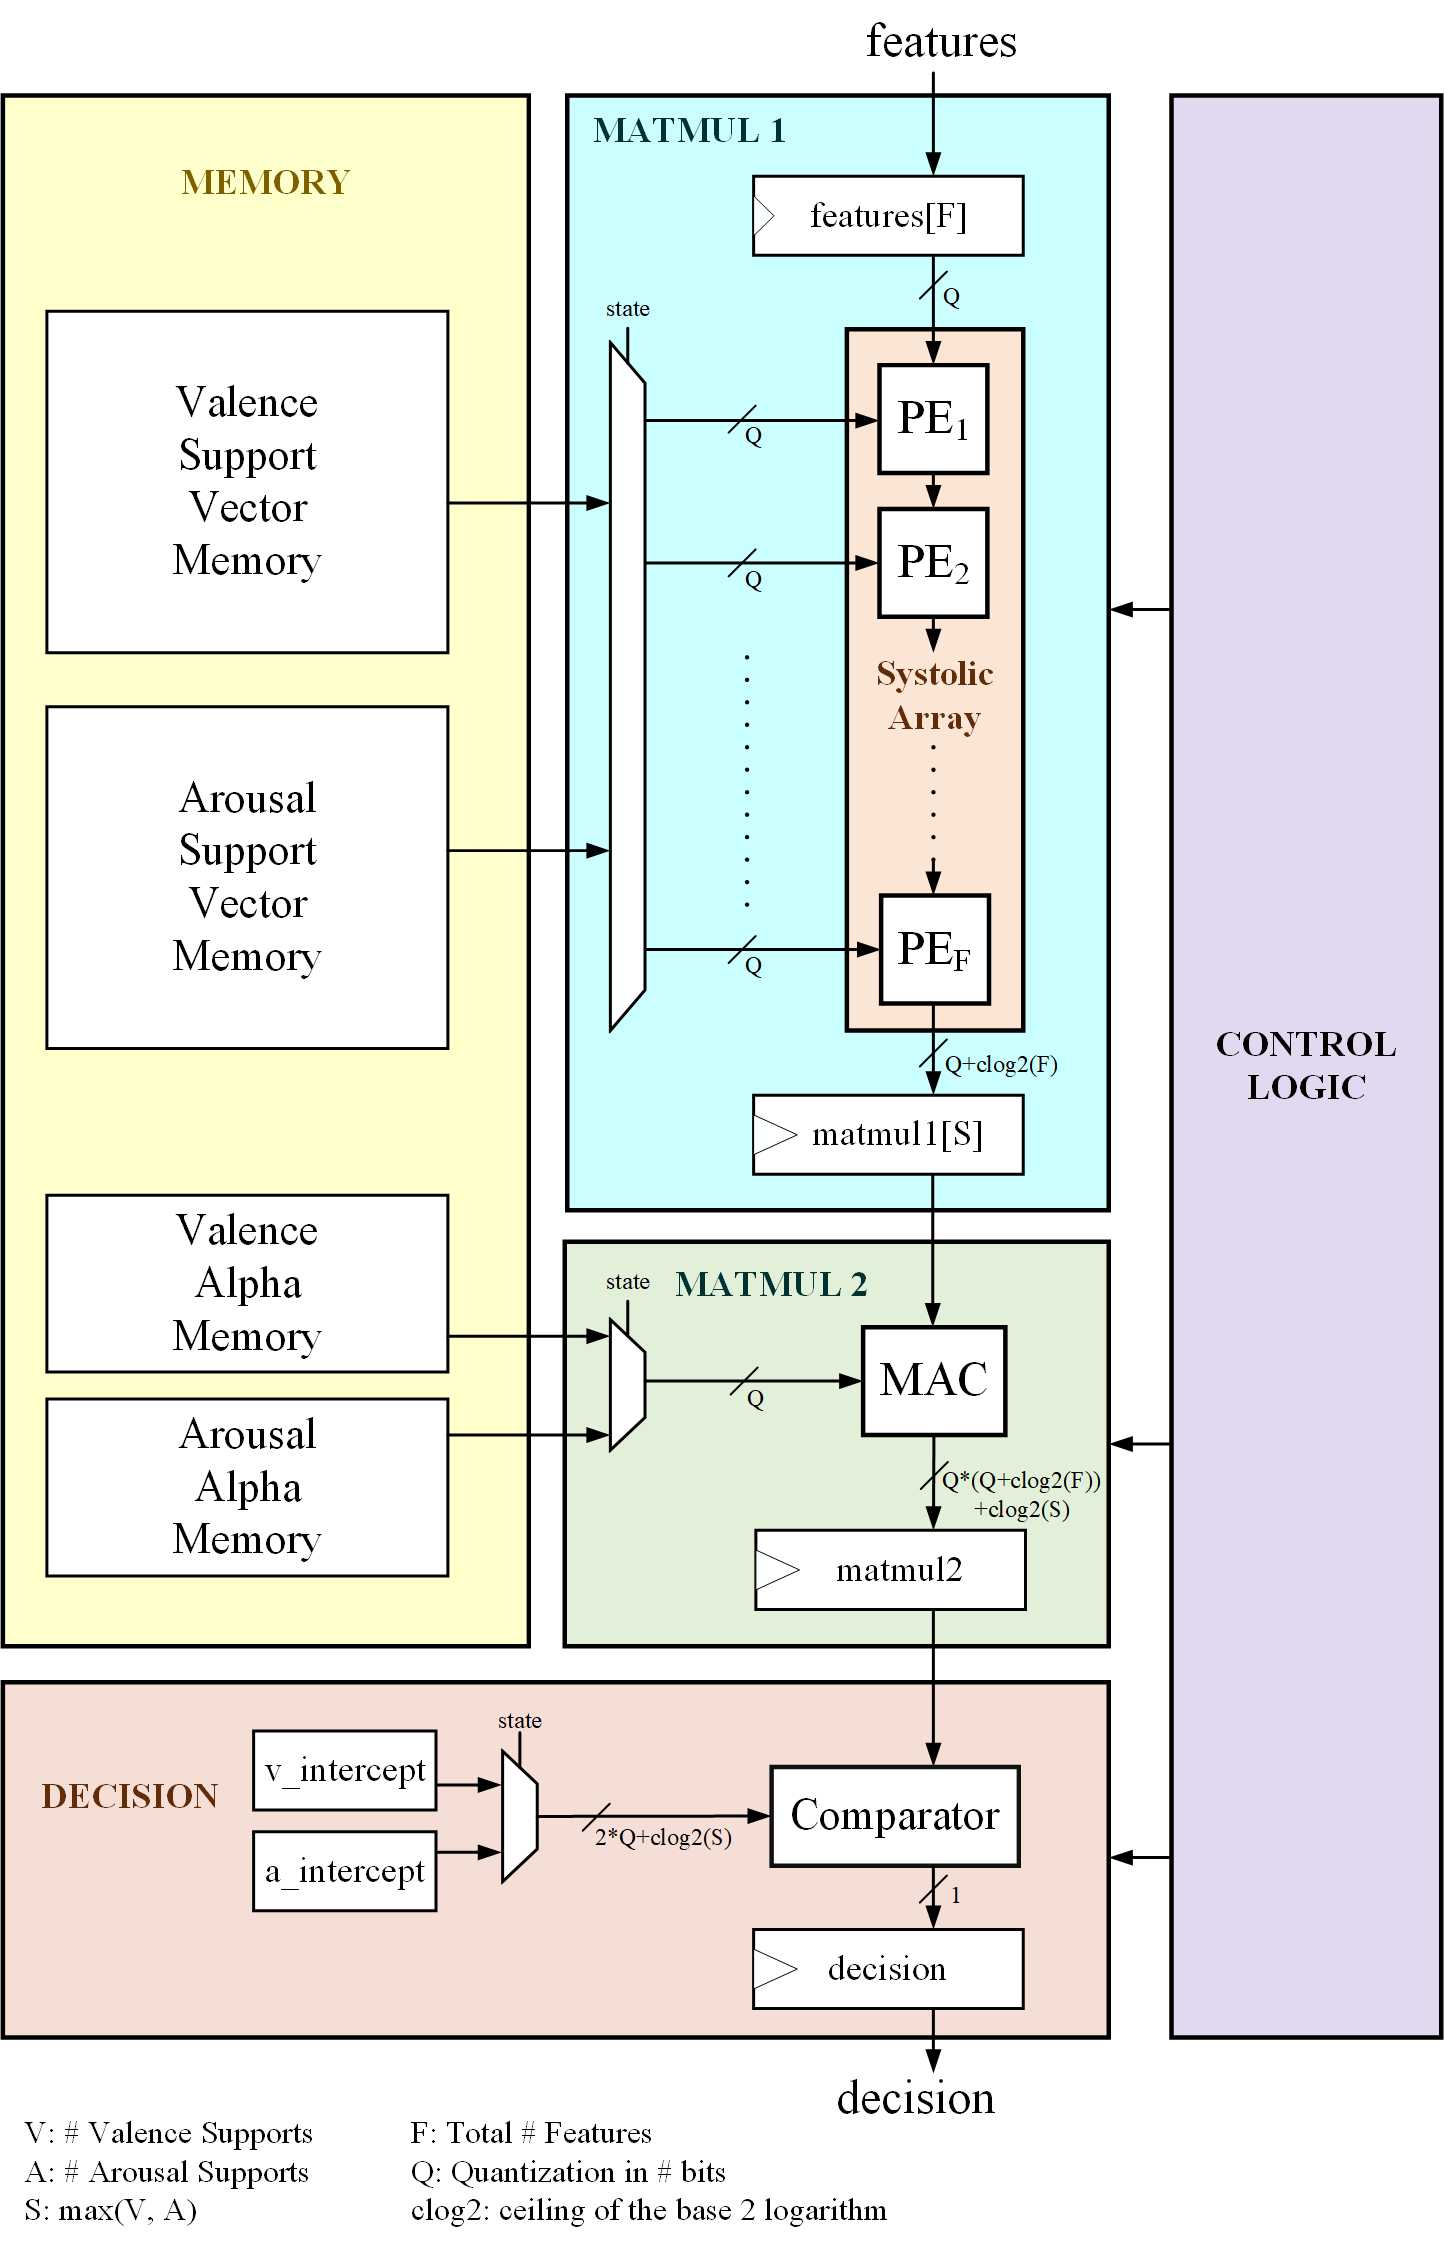 features
MEMORY
MATMUL 1
features[F]
Q
state
Valence
Support
Vector
Memory
Q
PE1
Q
PE2
Systolic
Array
Arousal
Support
Vector
Memory
Q
PEF
Q+clog2(F)
matmul1[S]
CONTROL
LOGIC
Valence
Alpha
Memory
state
MATMUL 2
Q
MAC
Arousal
Alpha
Memory
Q*(Q+clog2(F))
+clog2(S)
matmul2
DECISION
v_intercept
a_intercept
state
2*Q+clog2(S)
Comparator
1
decision
decision
V: # Valence Supports
A: # Arousal Supports
S: max(V, A)
F: Total # Features
Q: Quantization in # bits
clog2: ceiling of the base 2 logarithm